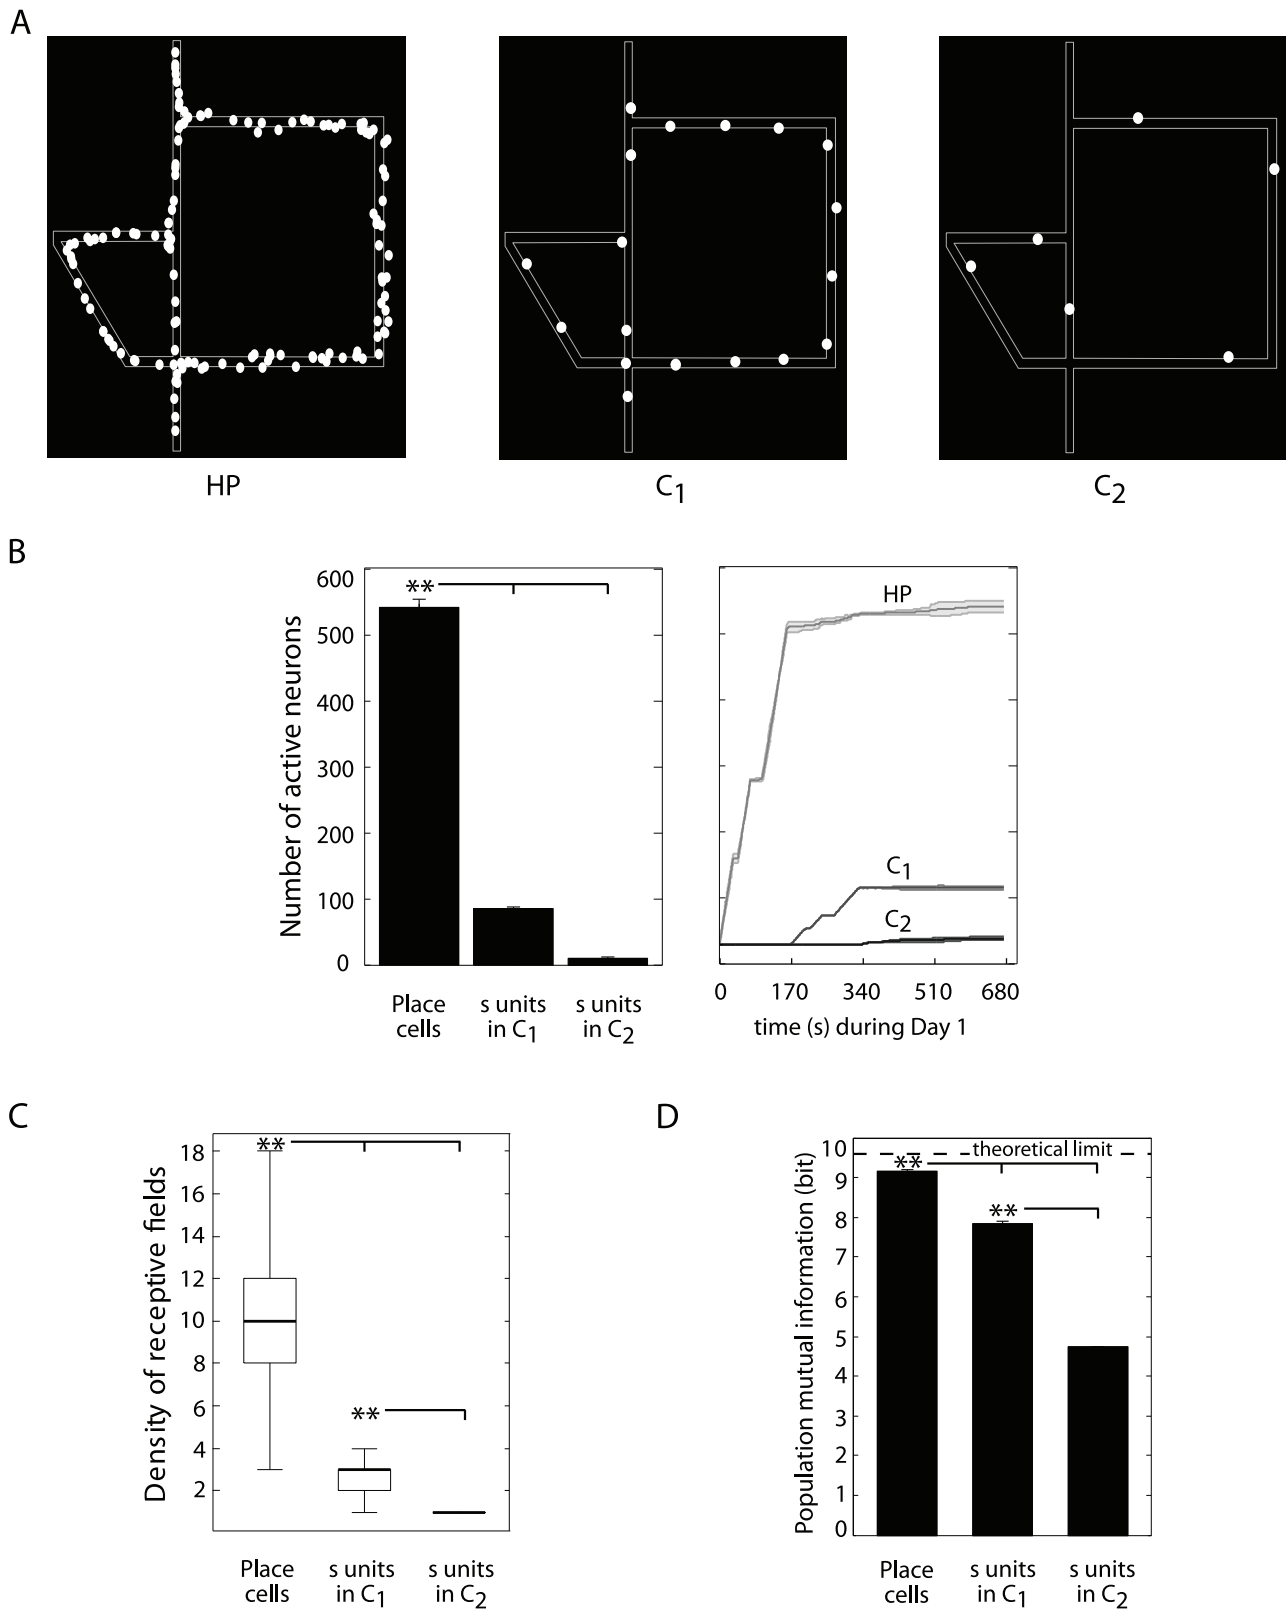 A
HP
C1
C2
B
Number of active neurons
600
500
400
300
200
100
0
**
Place cells
s units in C1
s units in C2
HP
C1
C2
0 170 340 510 680
time (s) during Day 1
C
Density of receptive fields
18
16
14
12
10
8
6
4
2
**
**
Place cells
s units in C1
s units in C2
D
Population mutual information (bit)
10
9
8
7
6
5
4
3
2
1
0
theoretical limit
**
**
Place cells
s units in C1
s units in C2